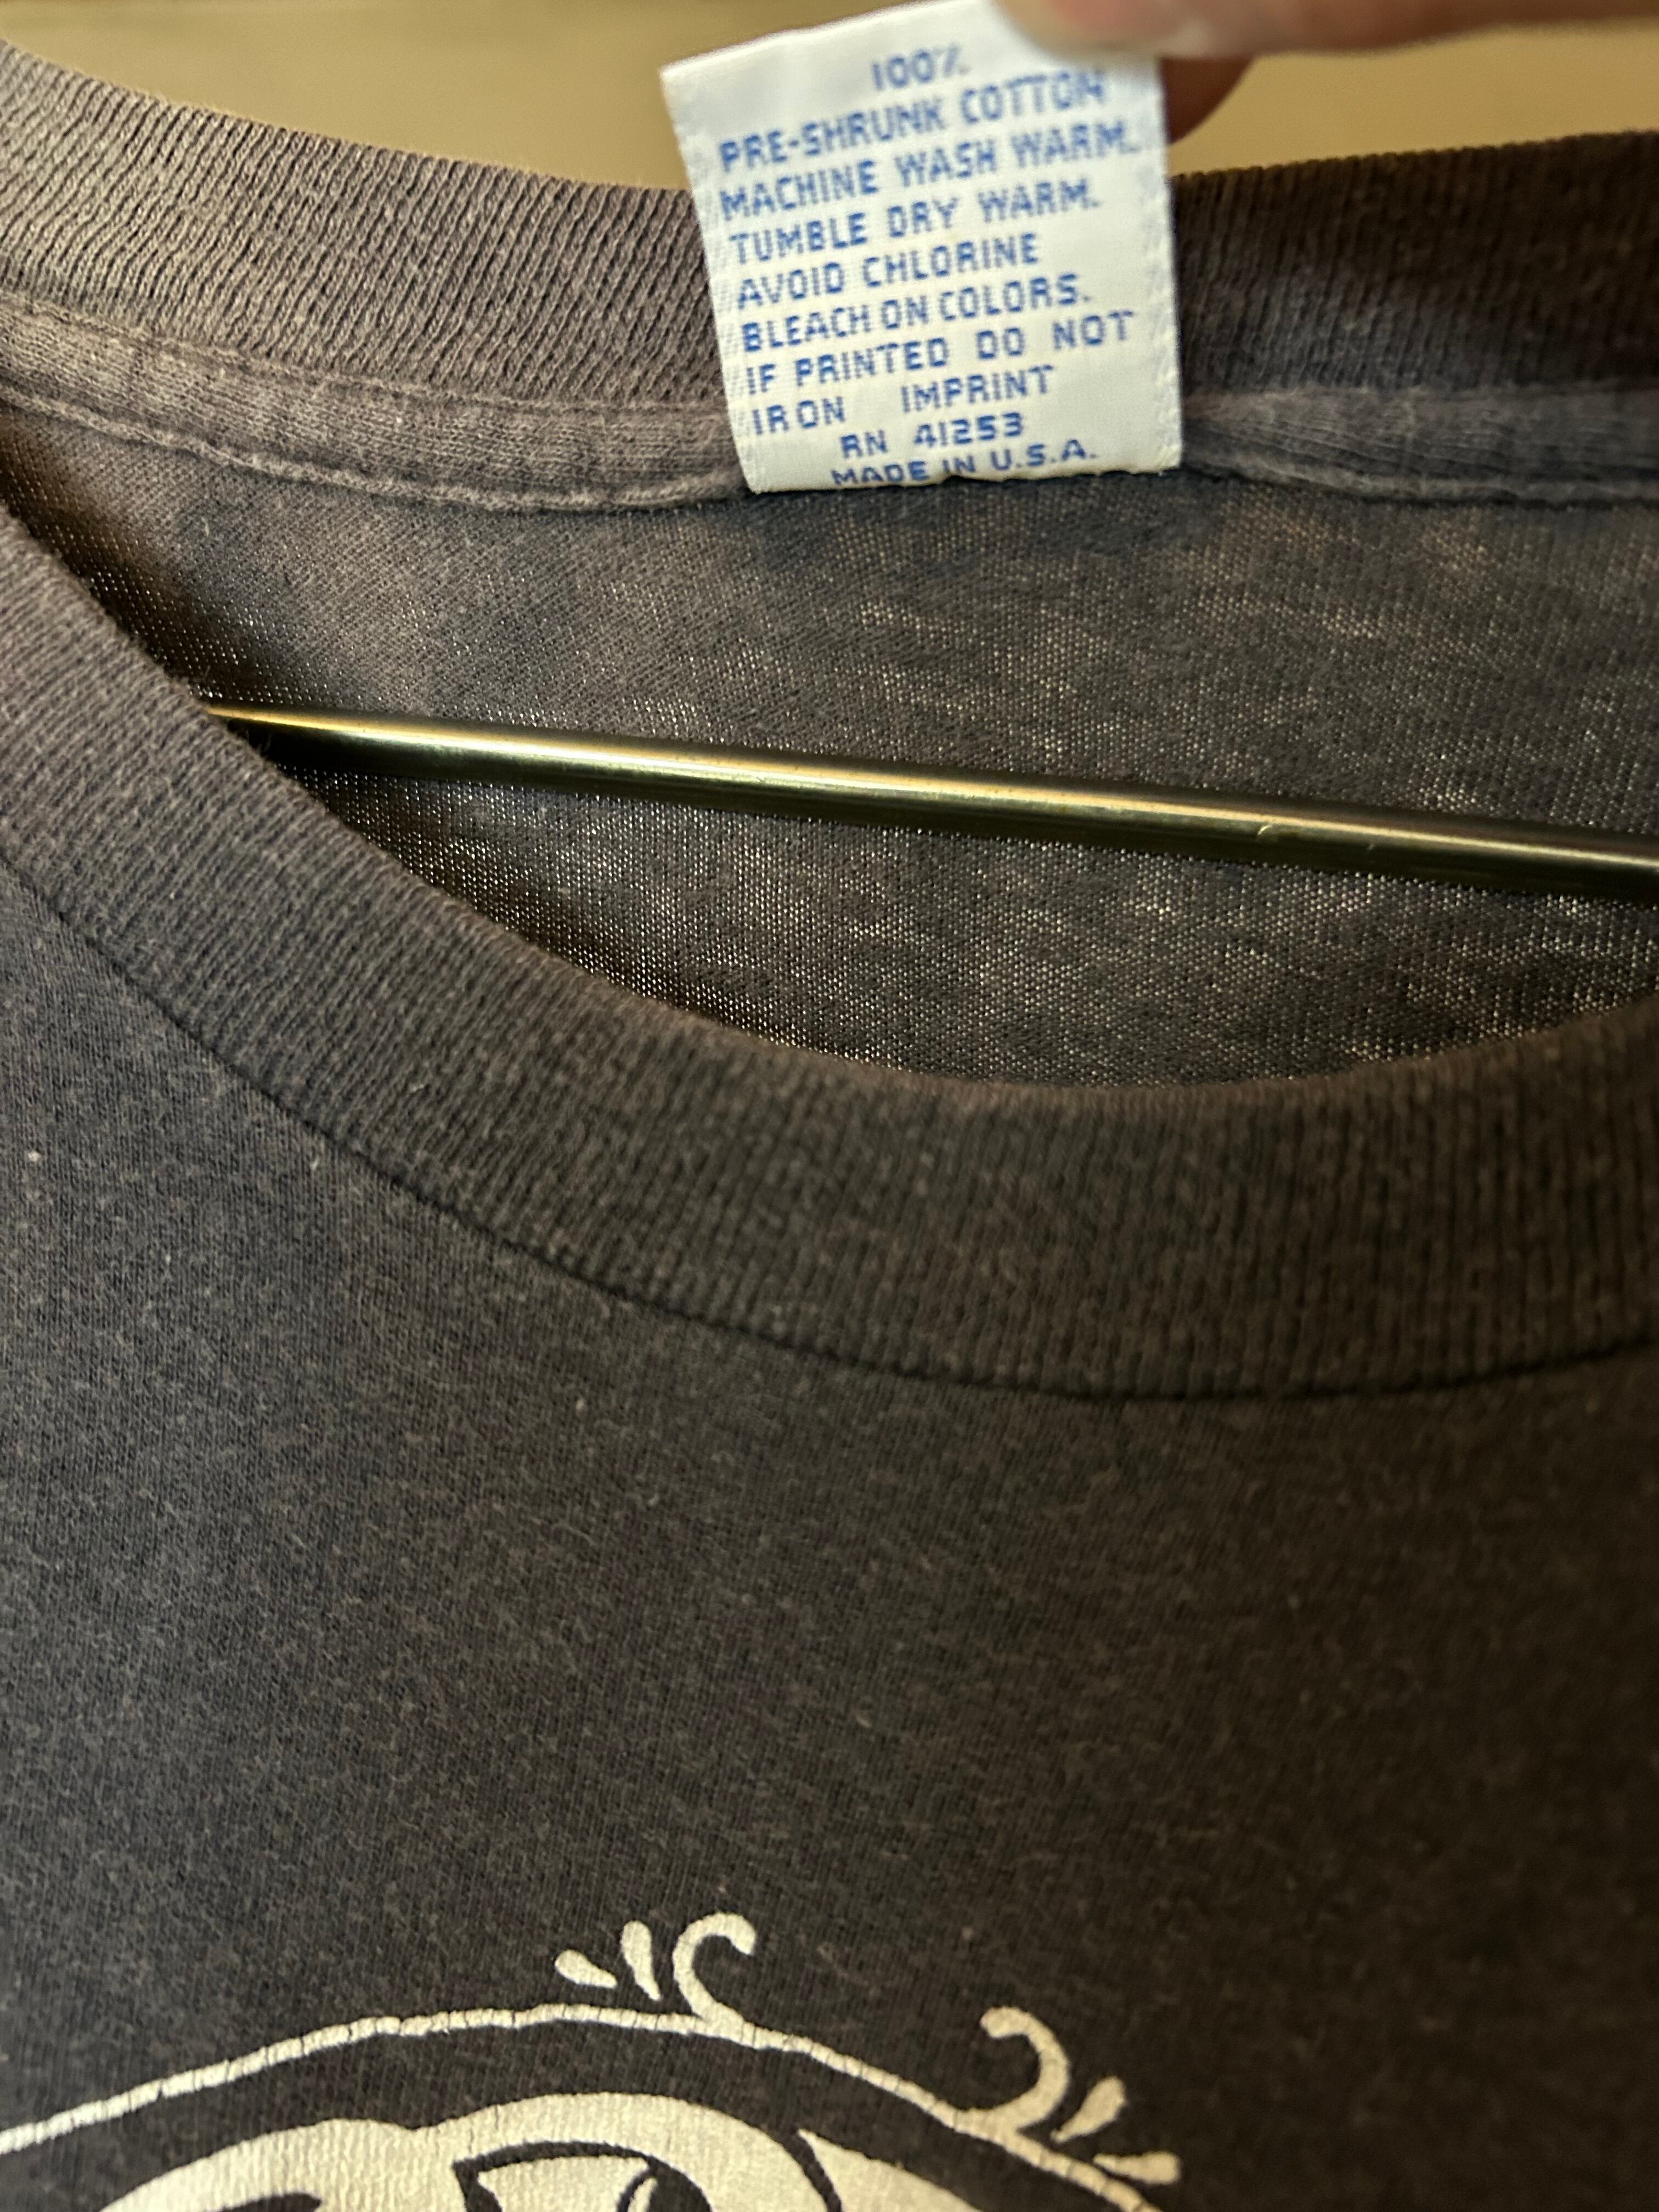 100%
PRE-SHRUNK COTTON
MACHINE WASH WARM.
TUMBLE DRY WARM.
AVOID CHLORINE
BLEACH ON COLORS.
IF PRINTED DO NOT
IRON IMPRINT
RN 41253
MADE IN U.S.A.